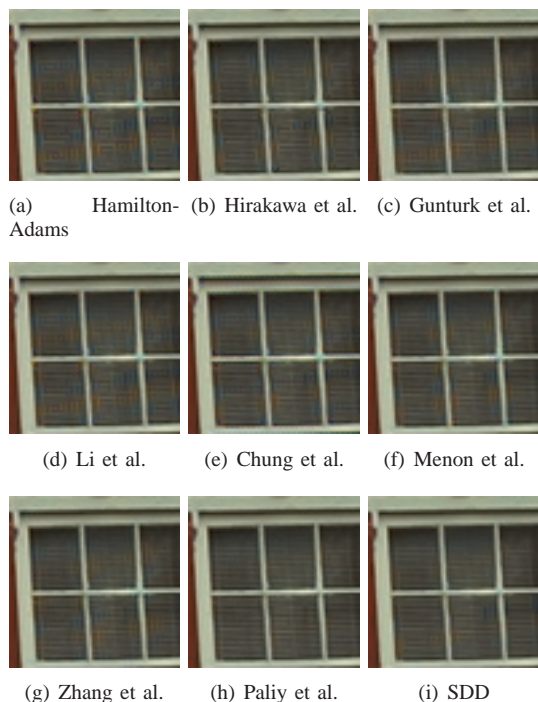 (a) Hamilton-
Adams
(b) Hirakawa et al.
(c) Gunturk et al.
(d) Li et al.
(e) Chung et al.
(f) Menon et al.
(g) Zhang et al.
(h) Paliy et al.
(i) SDD